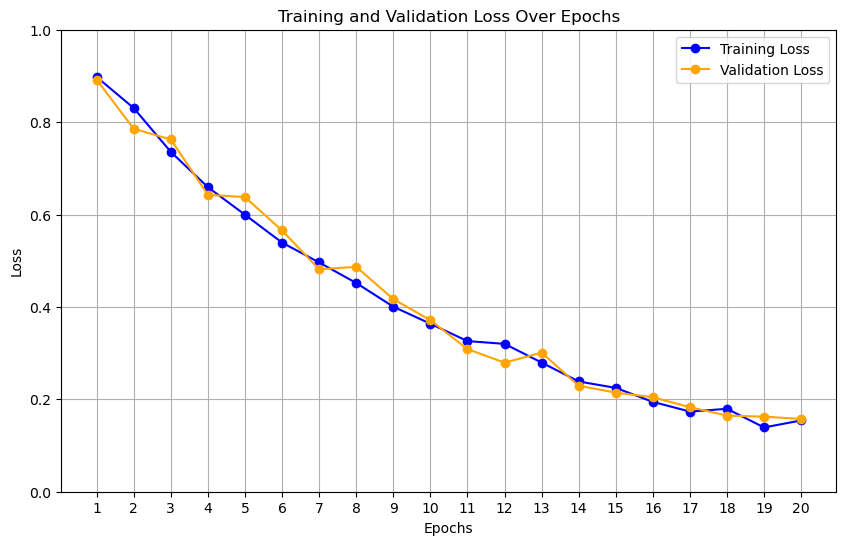 Training and Validation Loss Over Epochs
Training Loss
Validation Loss
1.0
0.8
0.6
0.4
0.2
0.0
Loss
1 2 3 4 5 6 7 8 9 10 11 12 13 14 15 16 17 18 19 20
Epochs